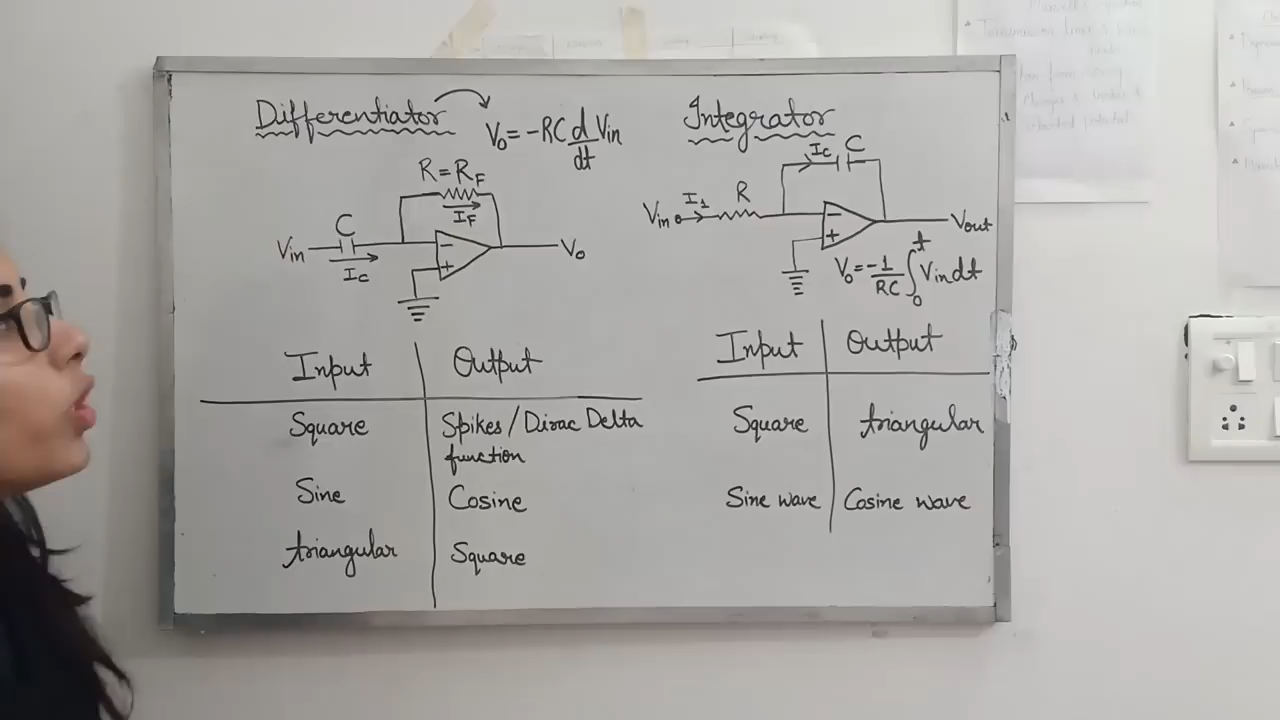 Differentiator
V₀ = -RC d/dt Vin
R = R_F
I_F
C
Vin
I_C
V₀
-
+
Input Output
Square Spikes / Dirac Delta
function
Sine Cosine
Triangular Square
Integrator
I_C C
I₁ R
Vin
Vout
-
+
V₀ = -1/RC ∫₀ᵗ Vin dt
Input Output
Square Triangular
Sine wave Cosine wave